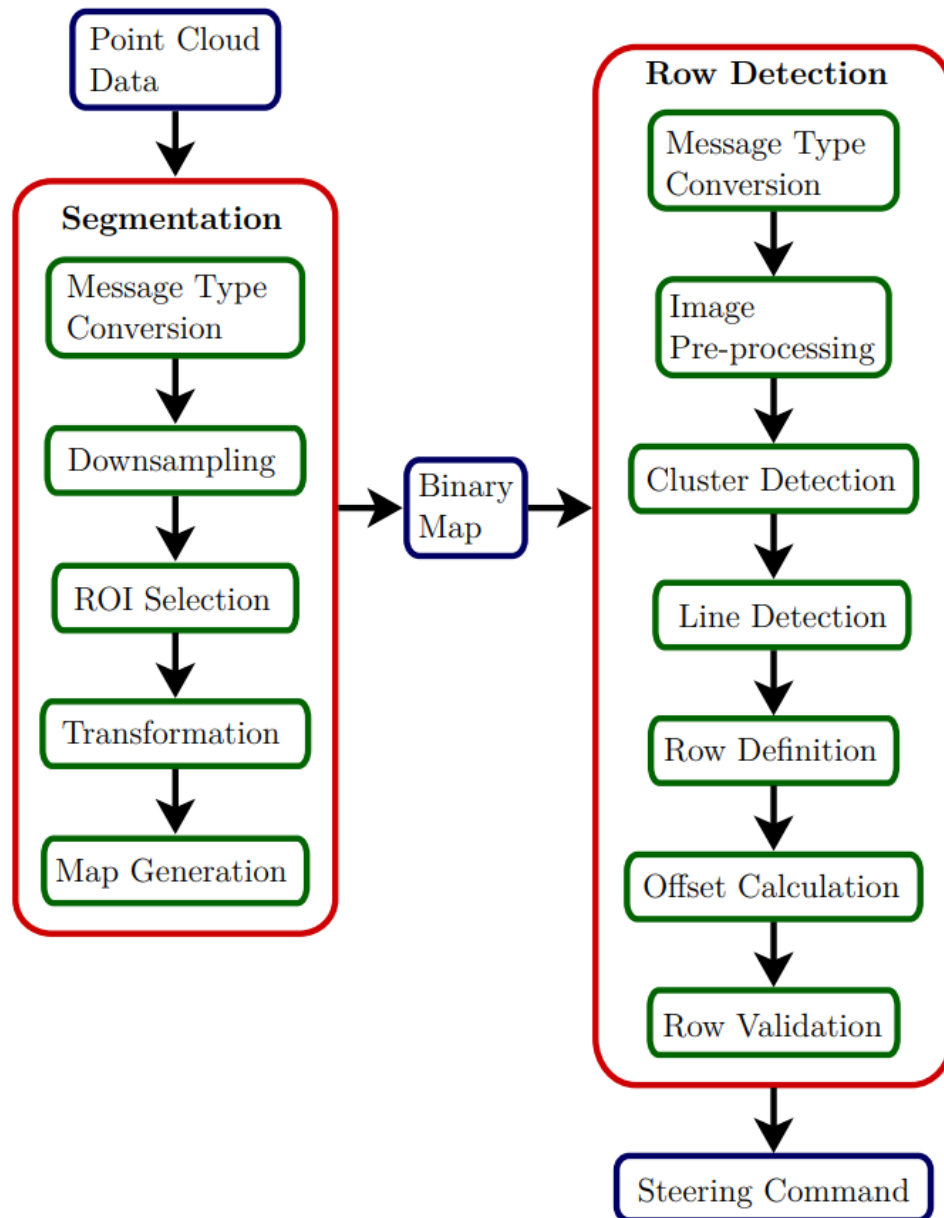 Point Cloud
Data
Segmentation
Message Type
Conversion
Downsampling
ROI Selection
Transformation
Map Generation
Binary
Map
Row Detection
Message Type
Conversion
Image
Pre-processing
Cluster Detection
Line Detection
Row Definition
Offset Calculation
Row Validation
Steering Command